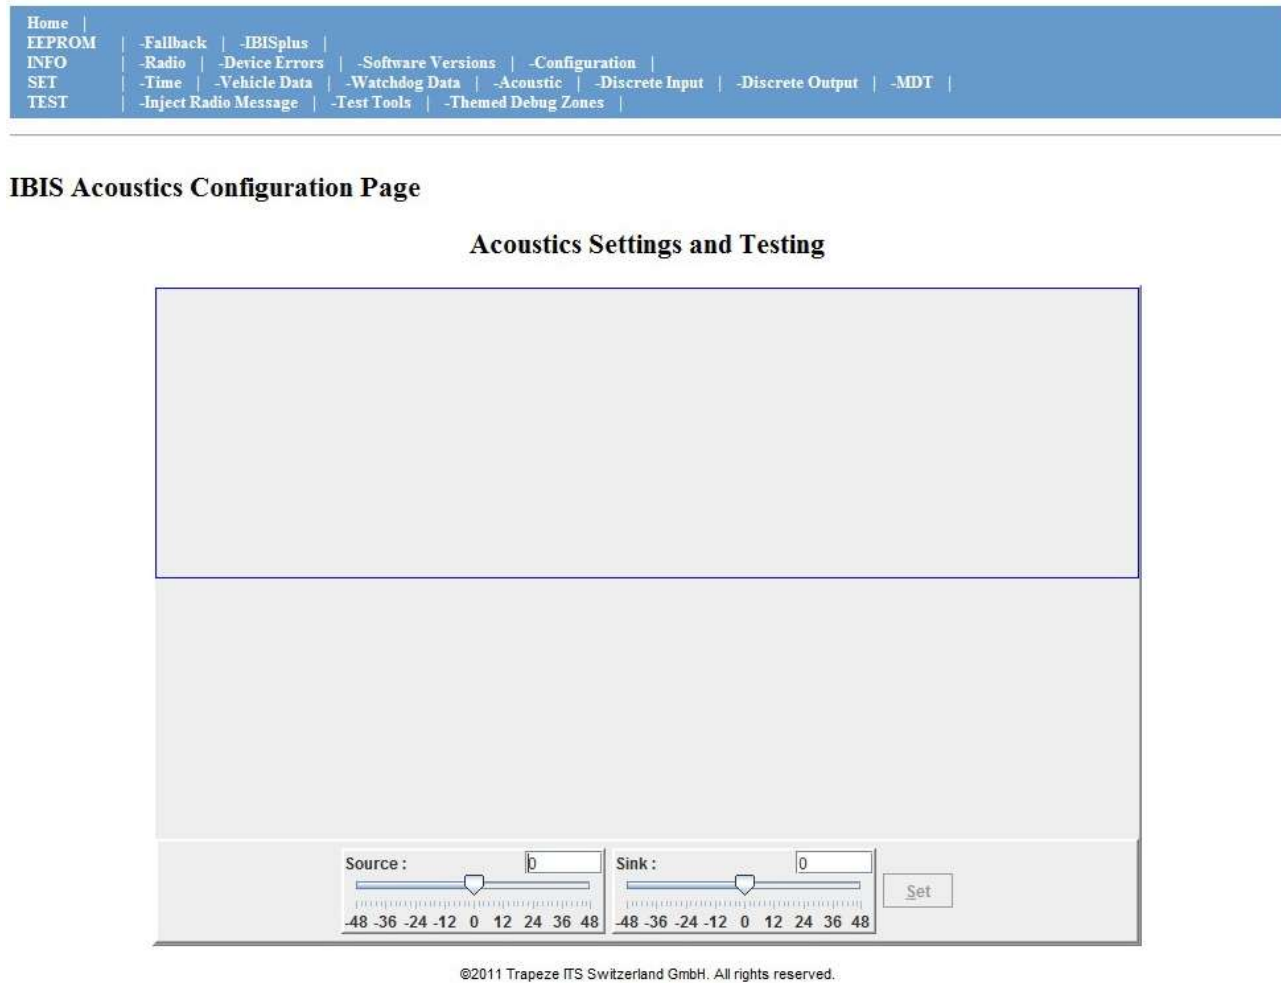 Home |
EEPROM | -Fallback | -IBISplus |
INFO | -Radio | -Device Errors | -Software Versions | -Configuration |
SET | -Time | -Vehicle Data | -Watchdog Data | -Acoustic | -Discrete Input | -Discrete Output | -MDT |
TEST | -Inject Radio Message | -Test Tools | -Themed Debug Zones |
IBIS Acoustics Configuration Page
Acoustics Settings and Testing
Source : 0 Sink : 0
Set
-48 -36 -24 -12 0 12 24 36 48 -48 -36 -24 -12 0 12 24 36 48
©2011 Trapeze ITS Switzerland GmbH. All rights reserved.